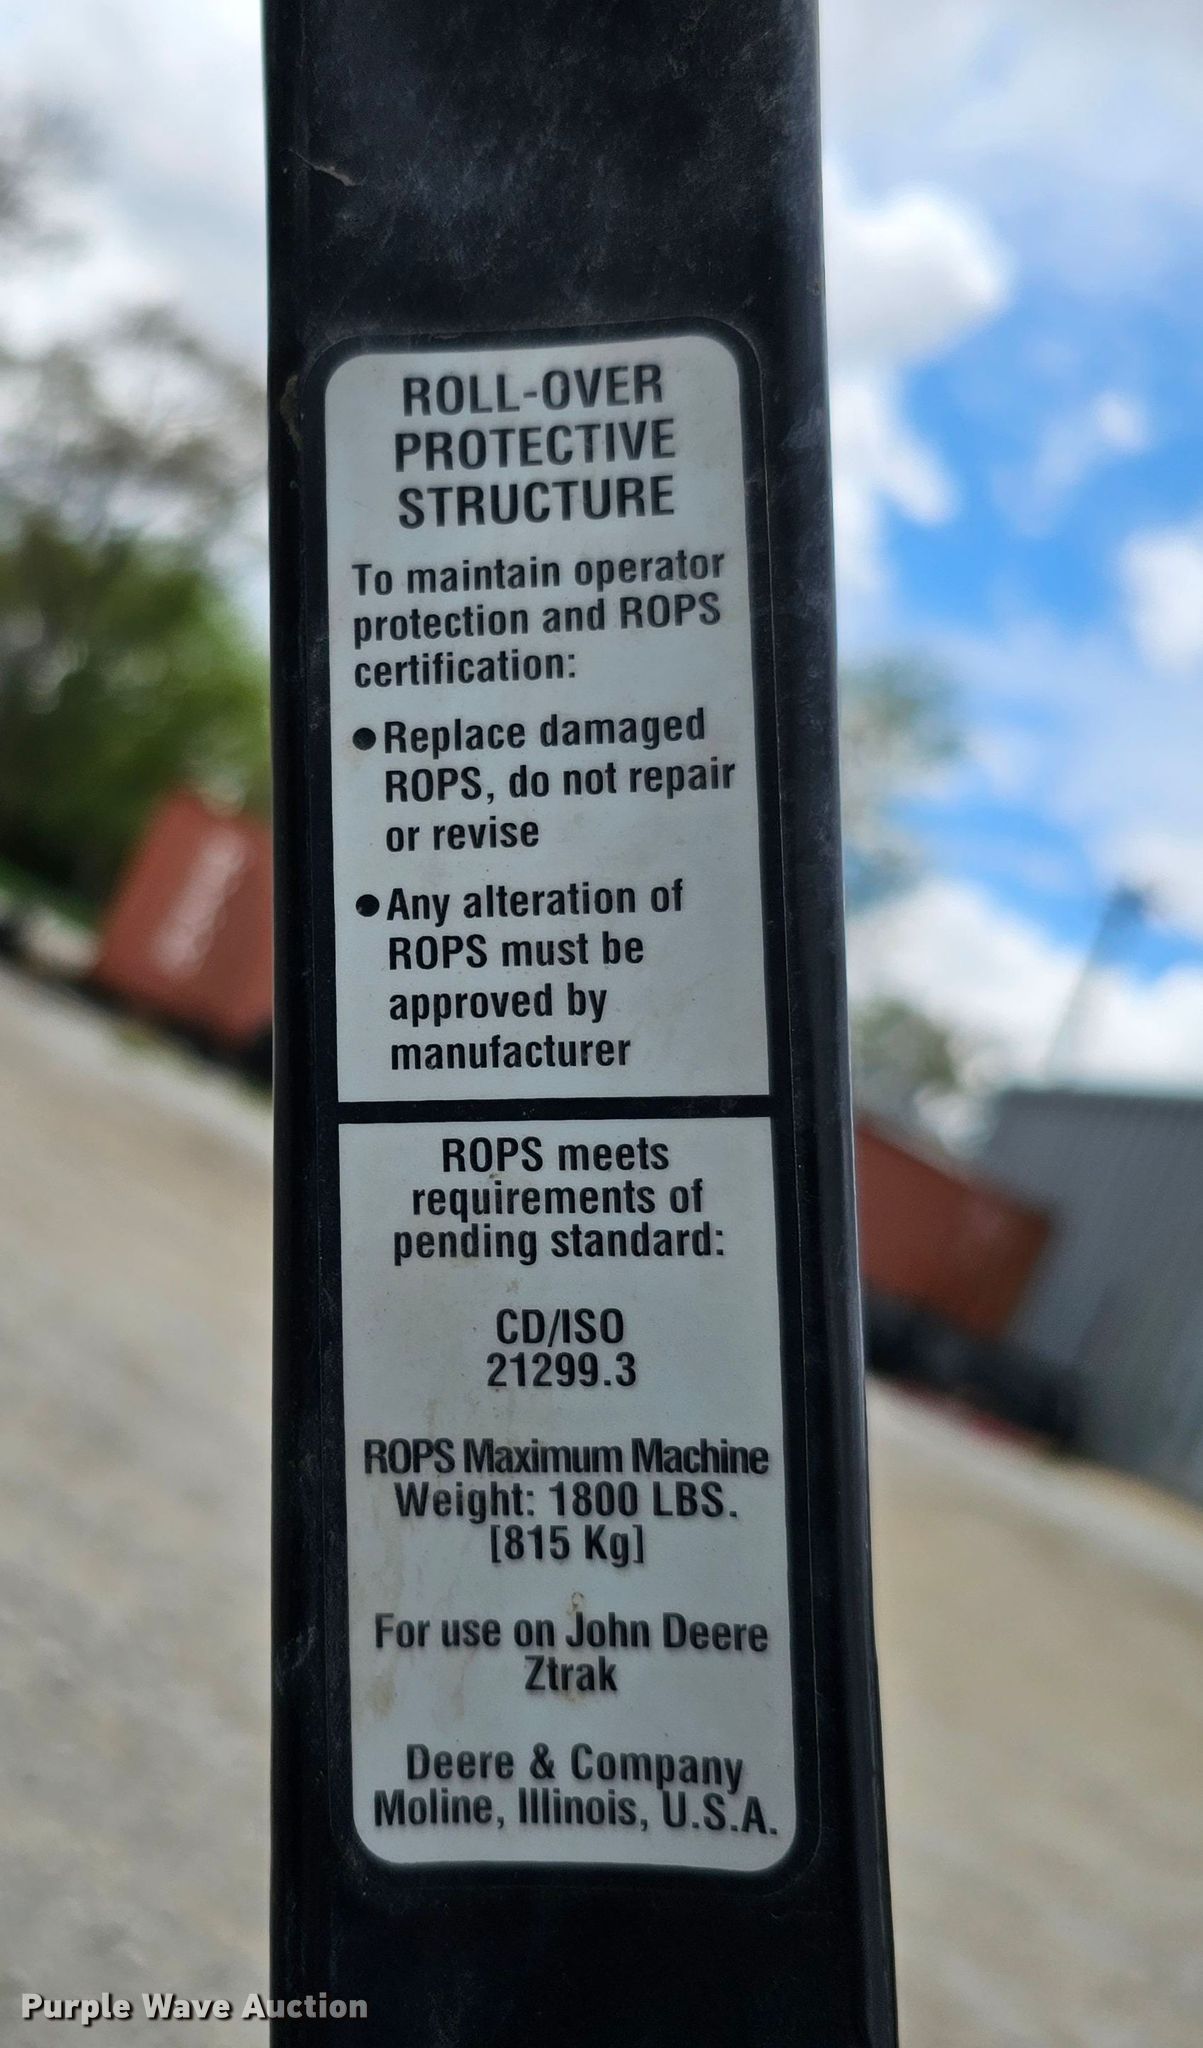 ROLL-OVER
PROTECTIVE
STRUCTURE
To maintain operator
protection and ROPS
certification:
●Replace damaged
ROPS, do not repair
or revise
●Any alteration of
ROPS must be
approved by
manufacturer
ROPS meets
requirements of
pending standard:
CD/ISO
21299.3
ROPS Maximum Machine
Weight: 1800 LBS.
[815 Kg]
For use on John Deere
Ztrak
Deere & Company
Moline, Illinois, U.S.A.
Purple Wave Auction